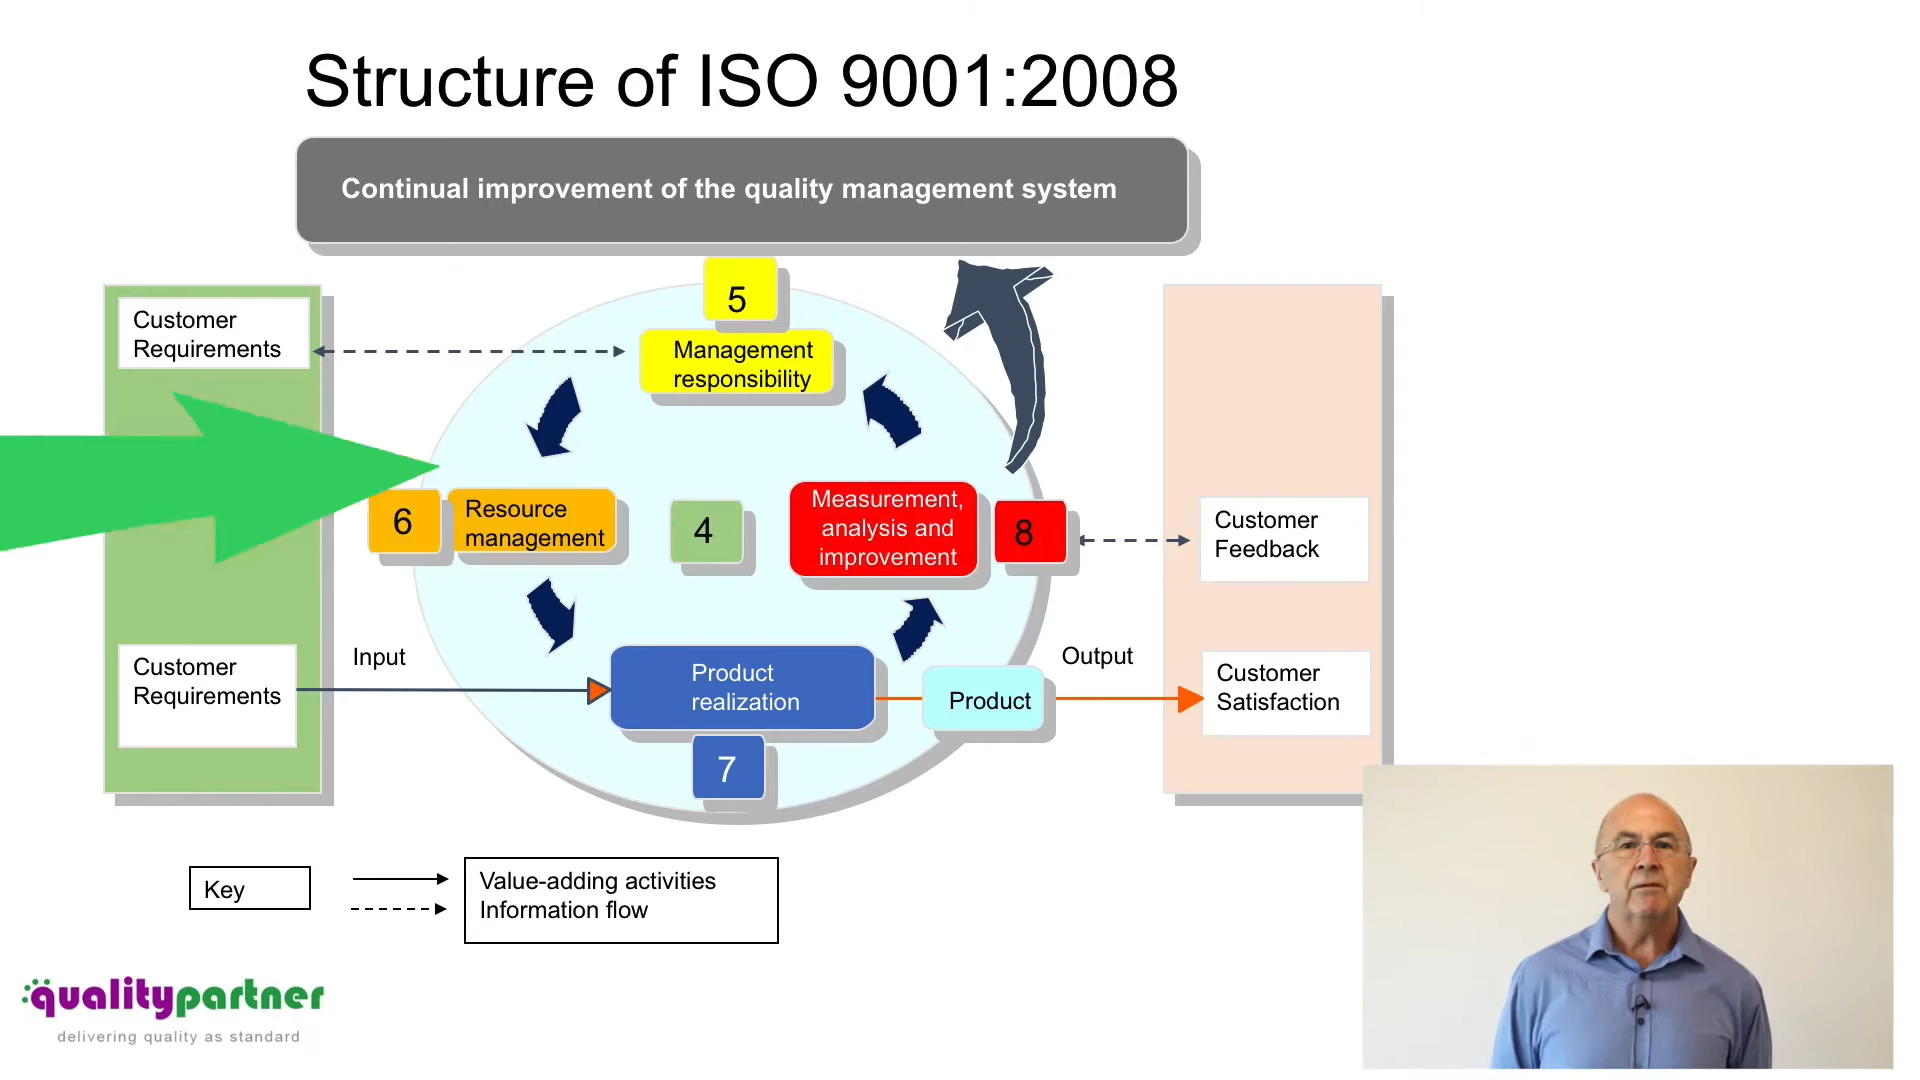 Structure of ISO 9001:2008
Continual improvement of the quality management system
5
Customer
Requirements
Management
responsibility
6
Resource
management
4
Measurement,
analysis and
improvement
8
Customer
Feedback
Customer
Requirements
Input
Product
realization
Product
Output
Customer
Satisfaction
7
Key
Value-adding activities
Information flow
qualitypartner
delivering quality as standard